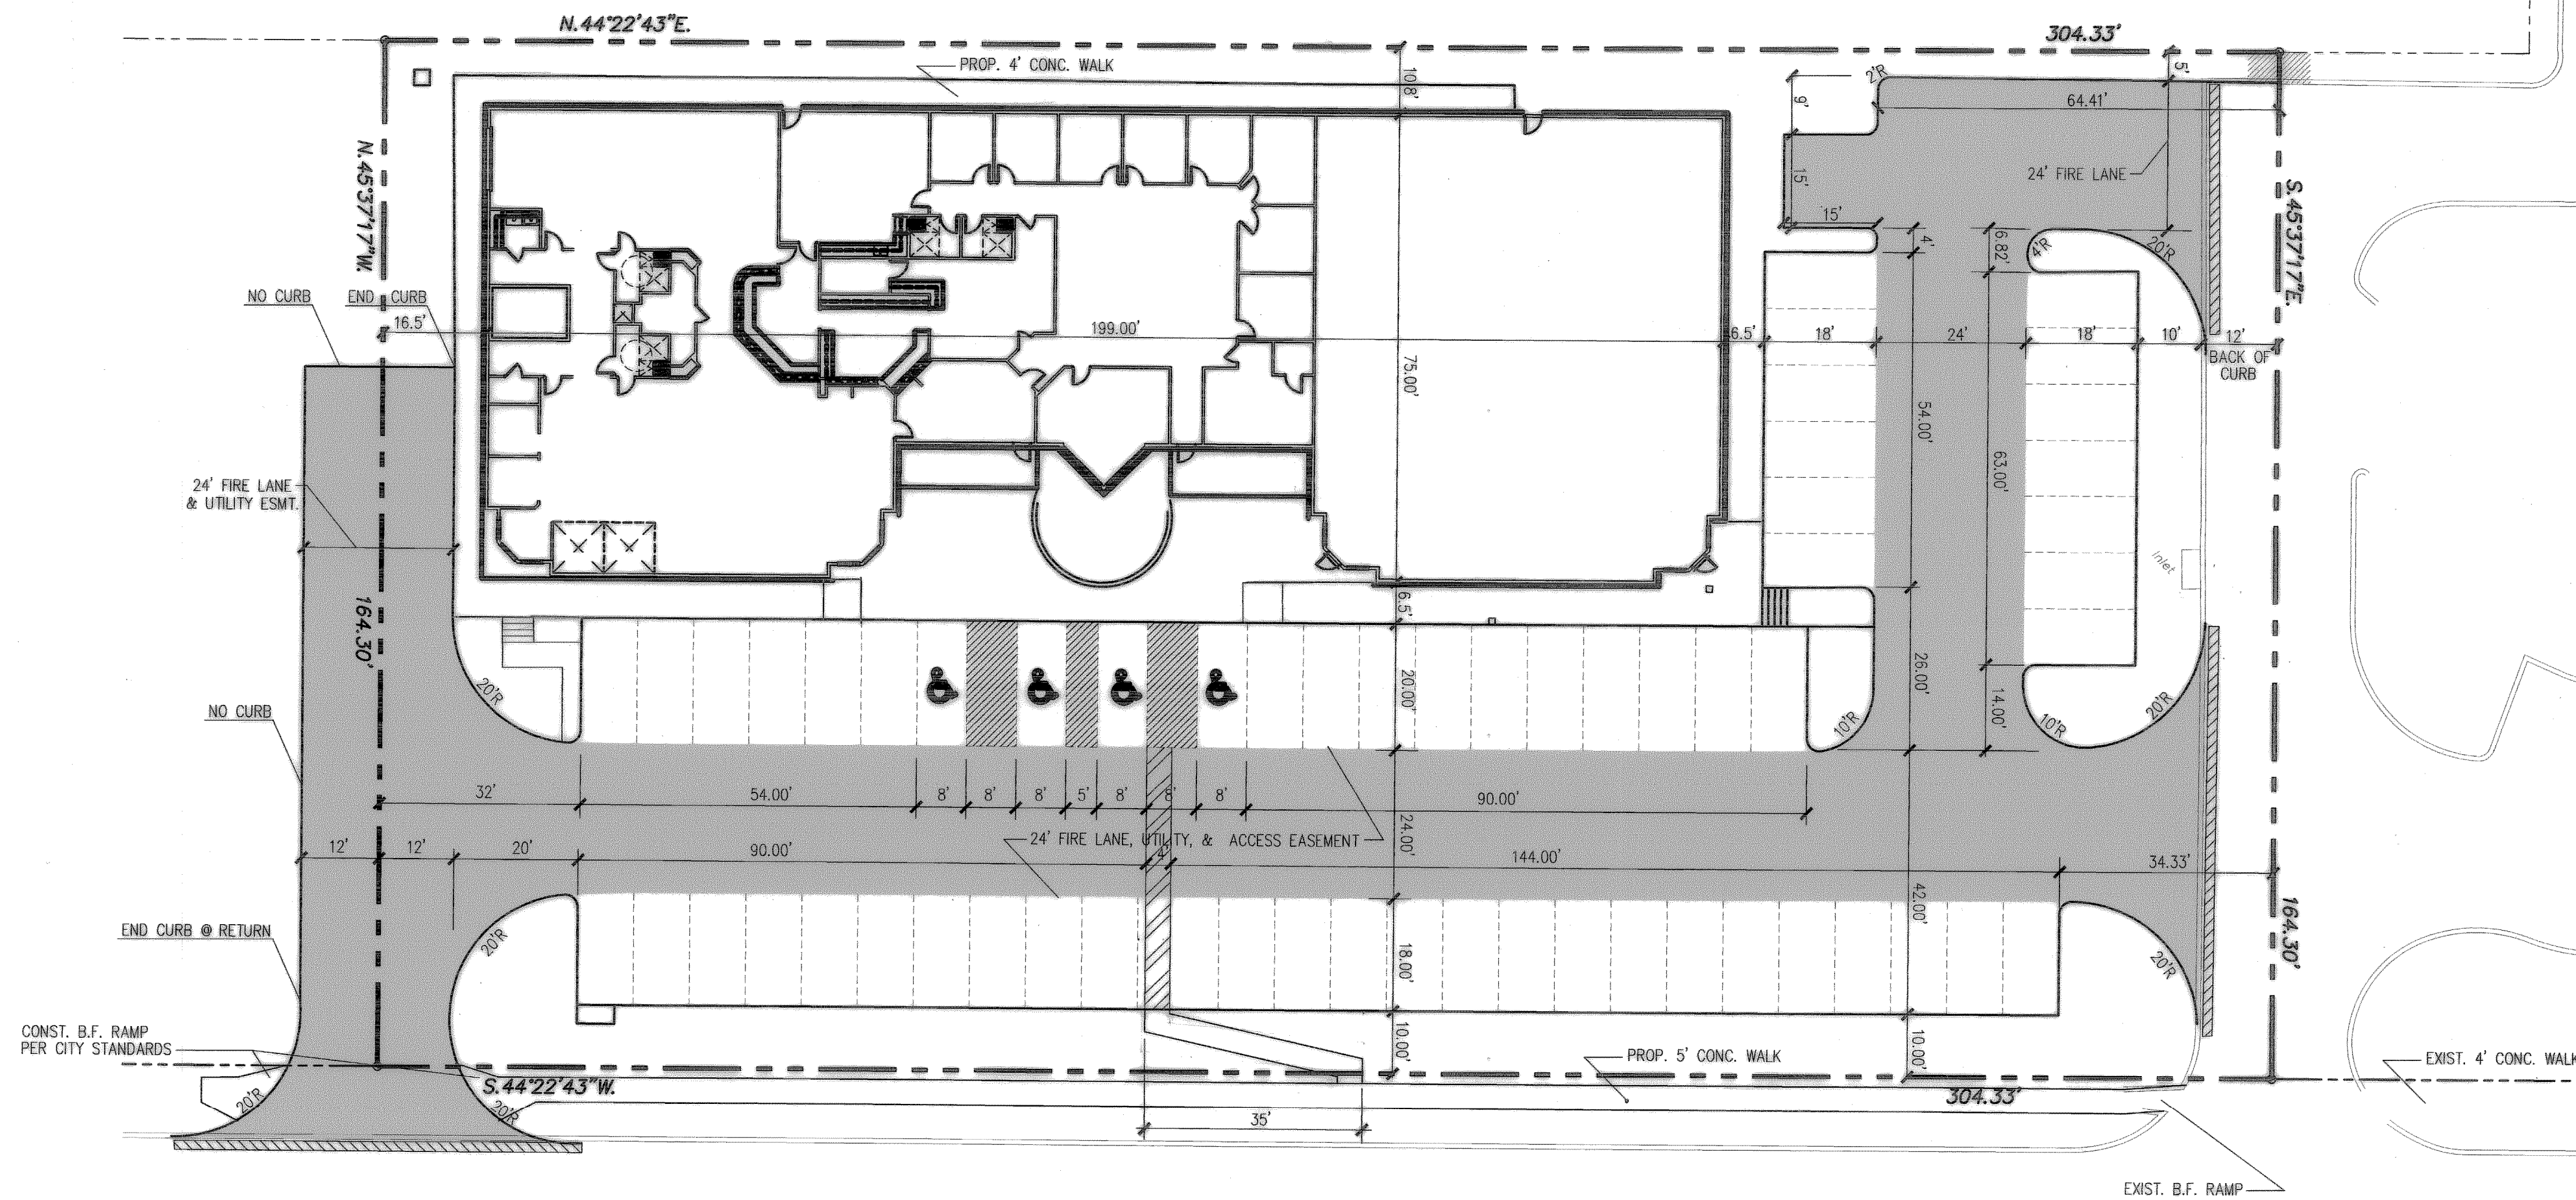 N.44°22'43"E.
304.33'
PROP. 4' CONC. WALK
10.8'
5'
2'R
9'
64.41'
N.45°37'17"W.
24' FIRE LANE
15'
15'
S.45°37'17"E.
4'
6.82'
4'R
20'R
NO CURB
END CURB
16.5'
199.00'
6.5'
18'
24'
18'
10'
12'
BACK OF
CURB
75.00'
54.00'
63.00'
24' FIRE LANE
& UTILITY ESMT.
Inlet
164.30'
6.5'
20'R
20.00'
26.00'
14.00'
NO CURB
10'R
10'R
20'R
32'
54.00'
8'
8'
8'
5'
8'
8'
8'
90.00'
24' FIRE LANE, UTILITY, & ACCESS EASEMENT
24.00'
12'
12'
20'
90.00'
4'
144.00'
34.33'
42.00'
164.30'
END CURB @ RETURN
20'R
18.00'
20'R
CONST. B.F. RAMP
PER CITY STANDARDS
10.00'
10.00'
PROP. 5' CONC. WALK
EXIST. 4' CONC. WALK
S.44°22'43"W.
304.33'
20'R
20'R
35'
EXIST. B.F. RAMP